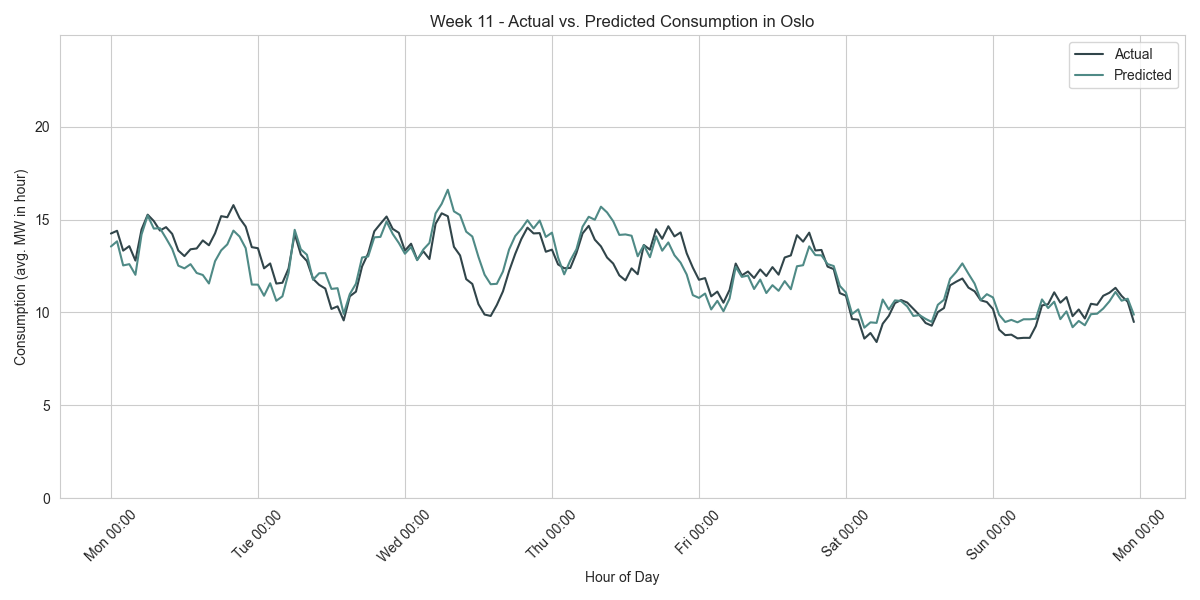 Week 11 - Actual vs. Predicted Consumption in Oslo
Actual
Predicted
Consumption (avg. MW in hour)
20
15
10
5
0
Mon 00:00
Tue 00:00
Wed 00:00
Thu 00:00
Fri 00:00
Sat 00:00
Sun 00:00
Mon 00:00
Hour of Day